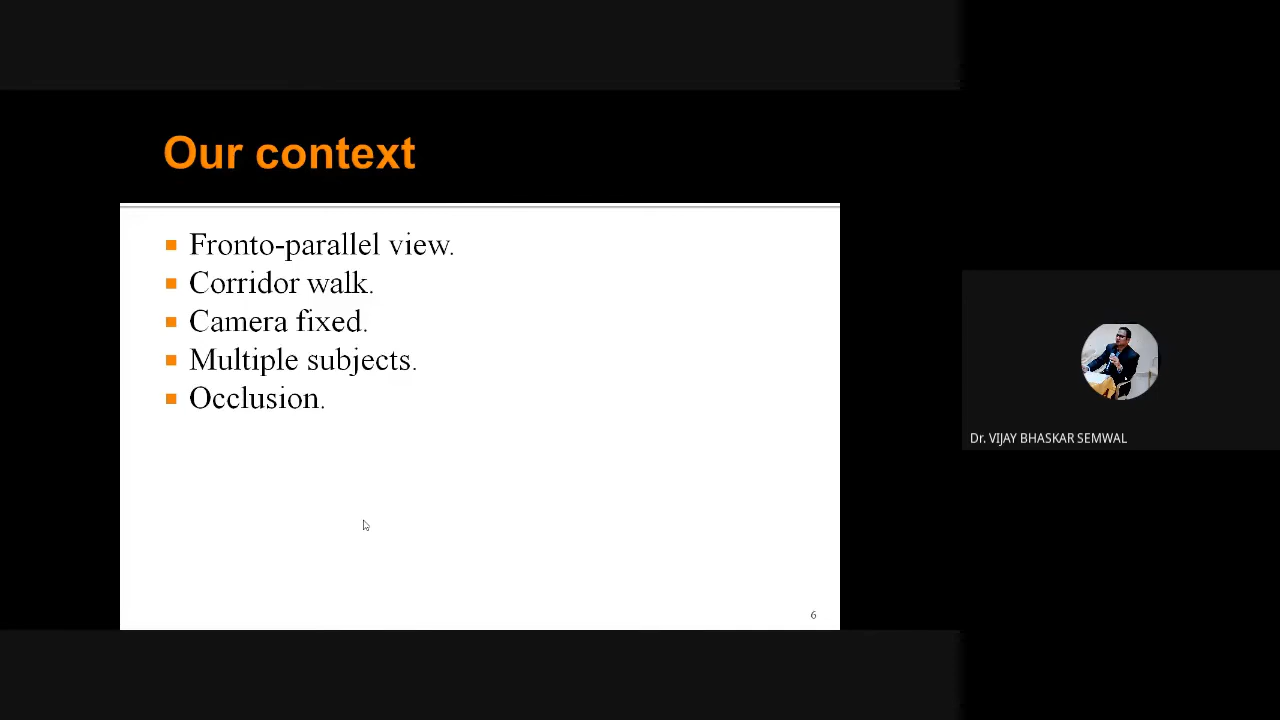 Our context
Fronto-parallel view.
Corridor walk.
Camera fixed.
Multiple subjects.
Occlusion.
6
Dr. VIJAY BHASKAR SEMWAL